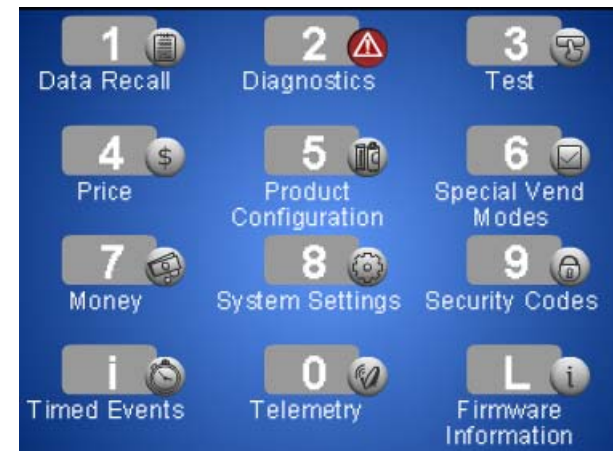 1 2 3
Data Recall Diagnostics Test
4 $ 5 6
Price Product Special Vend
Configuration Modes
7 8 9
Money System Settings Security Codes
i 0 L i
Timed Events Telemetry Firmware
Information